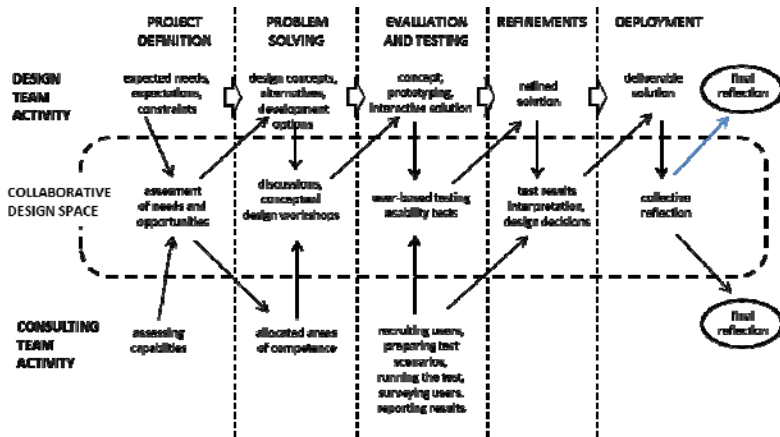 PROJECT DEFINITION
PROBLEM SOLVING
EVALUATION AND TESTING
REFINEMENTS
DEPLOYMENT
DESIGN
TEAM
ACTIVITY
expected needs,
expectations,
constraints
design concepts,
alternatives,
development
options
concept,
prototyping,
interactive solution
refined
solution
deliverable
solution
final
reflection
COLLABORATIVE
DESIGN SPACE
assesment
of needs and
opportunities
discussions,
conceptual
design workshops
user-based testing
usability tests
test results
interpretation,
design decisions
collective
reflection
CONSULTING
TEAM
ACTIVITY
assessing
capabilities
allocated areas
of competence
recruiting users,
preparing test
scenarios,
running the test,
surveying users.
reporting results
final
reflection